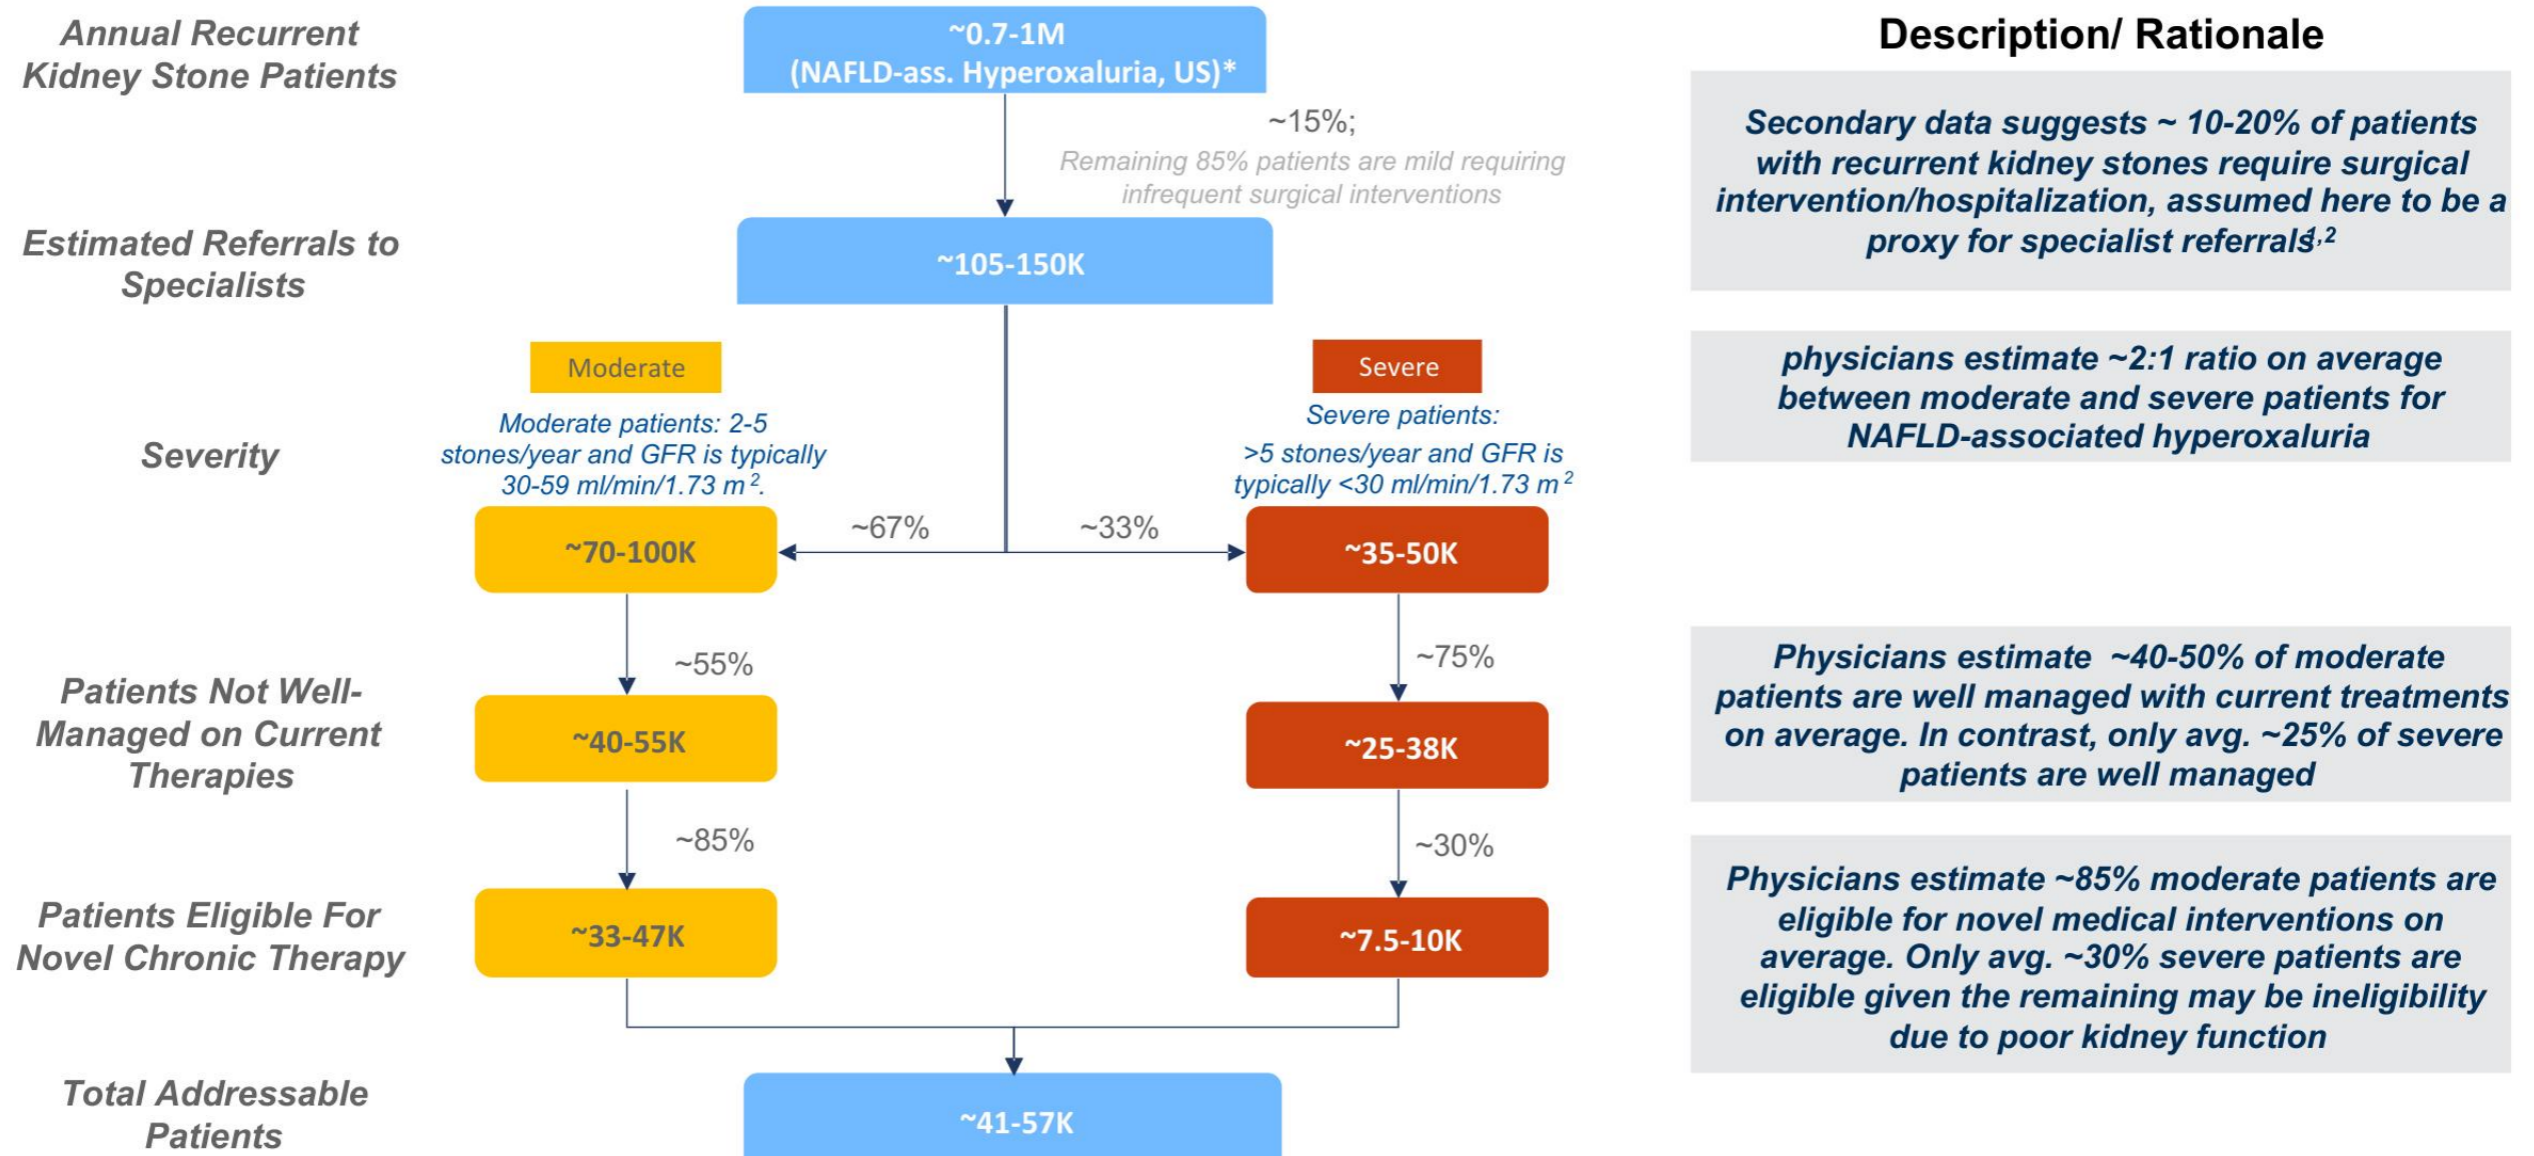 Annual Recurrent
Kidney Stone Patients
~0.7-1M
(NAFLD-ass. Hyperoxaluria, US)*
Description/ Rationale
~15%;
Remaining 85% patients are mild requiring
infrequent surgical interventions
Secondary data suggests ~ 10-20% of patients
with recurrent kidney stones require surgical
intervention/hospitalization, assumed here to be a
proxy for specialist referrals1,2
Estimated Referrals to
Specialists
~105-150K
Moderate
Severe
physicians estimate ~2:1 ratio on average
between moderate and severe patients for
NAFLD-associated hyperoxaluria
Severity
Moderate patients: 2-5
stones/year and GFR is typically
30-59 ml/min/1.73 m2.
Severe patients:
>5 stones/year and GFR is
typically <30 ml/min/1.73 m2
~67%
~33%
~70-100K
~35-50K
~55%
~75%
Patients Not Well-
Managed on Current
Therapies
~40-55K
~25-38K
Physicians estimate ~40-50% of moderate
patients are well managed with current treatments
on average. In contrast, only avg. ~25% of severe
patients are well managed
~85%
~30%
Patients Eligible For
Novel Chronic Therapy
~33-47K
~7.5-10K
Physicians estimate ~85% moderate patients are
eligible for novel medical interventions on
average. Only avg. ~30% severe patients are
eligible given the remaining may be ineligibility
due to poor kidney function
Total Addressable
Patients
~41-57K